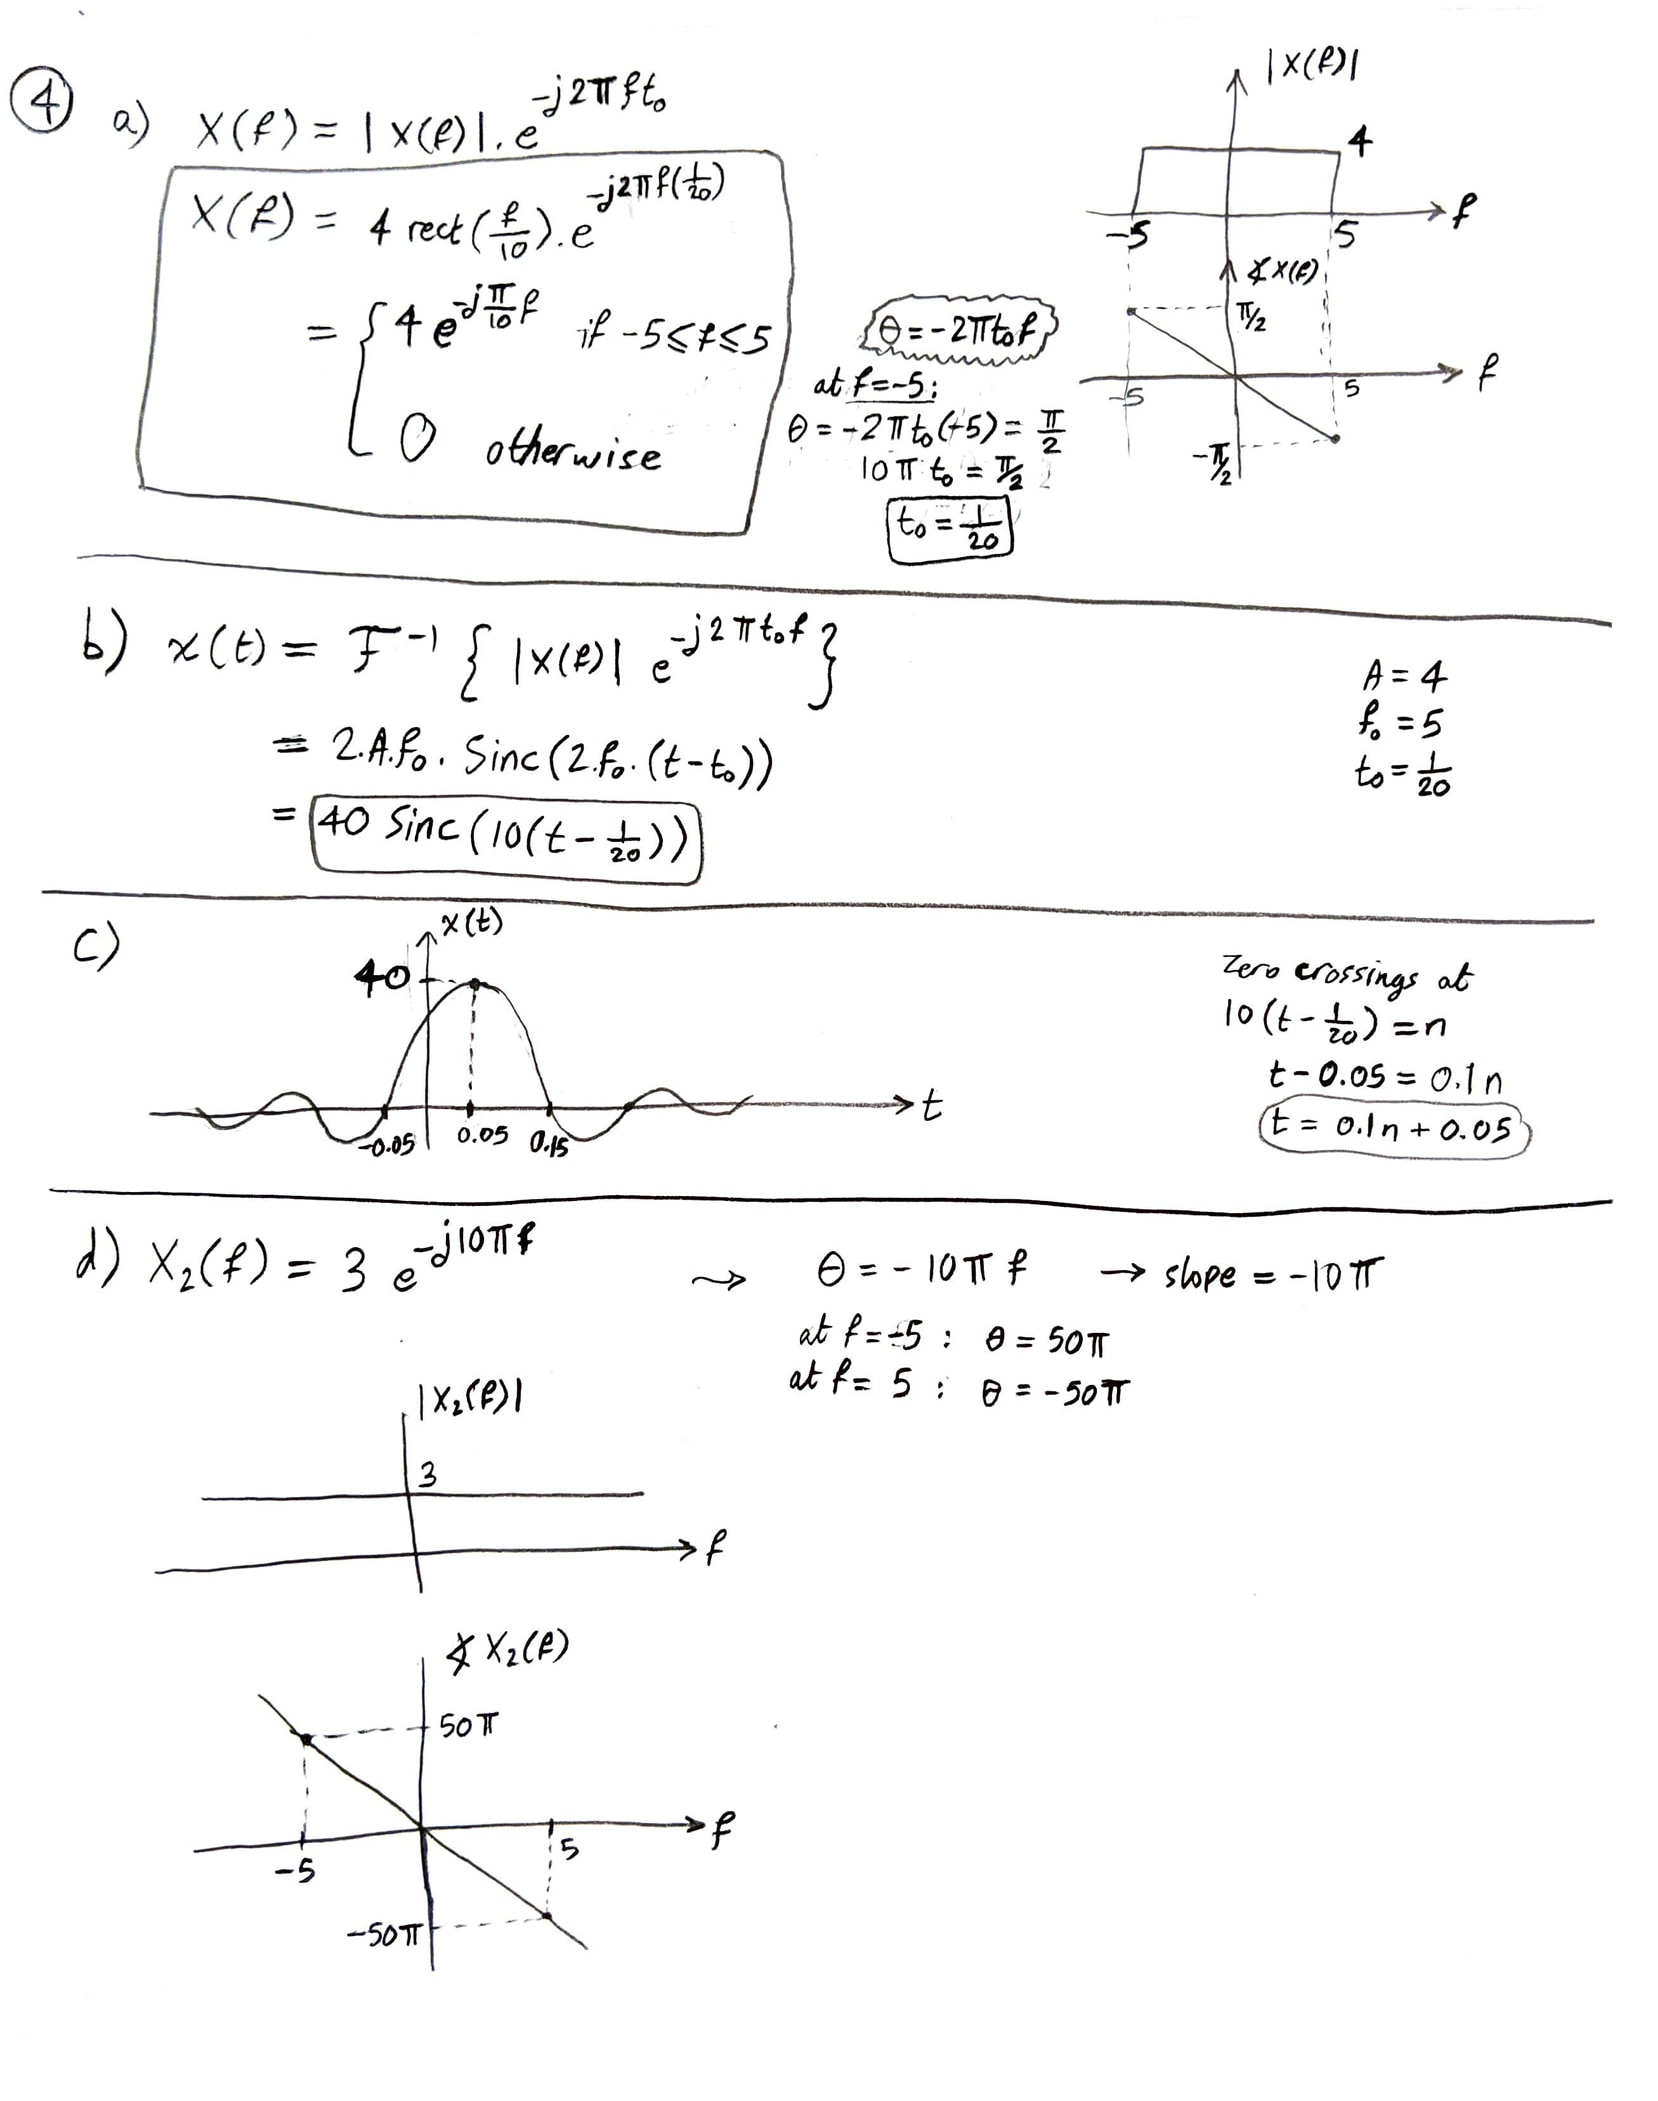 ④ a) X(f) = |X(f)|. e^{-j2πft₀}
X(f) = 4 rect(f/10). e^{-j2πf(1/20)}
= { 4 e^{-jπ/10 f} if -5≤f≤5
0 otherwise
θ = -2πt₀f
at f=-5:
θ = -2πt₀(-5) = π/2
10πt₀ = π/2
t₀ = 1/20
|X(f)|
4
-5 5 f
∡X(f)
π/2
-5 5 f
-π/2
b) x(t) = F⁻¹ { |X(f)| e^{-j2πt₀f} }
= 2.A.f₀. Sinc(2.f₀.(t-t₀))
= 40 Sinc(10(t-1/20))
A = 4
f₀ = 5
t₀ = 1/20
c)
x(t)
40
-0.05 0.05 0.15 t
Zero crossings at
10(t-1/20) = n
t-0.05 = 0.1n
t = 0.1n + 0.05
d) X₂(f) = 3 e^{-j10πf} ⇝ θ = -10πf → slope = -10π
at f=-5 : θ = 50π
at f= 5 : θ = -50π
|X₂(f)|
3
f
∡X₂(f)
50π
-5 5 f
-50π